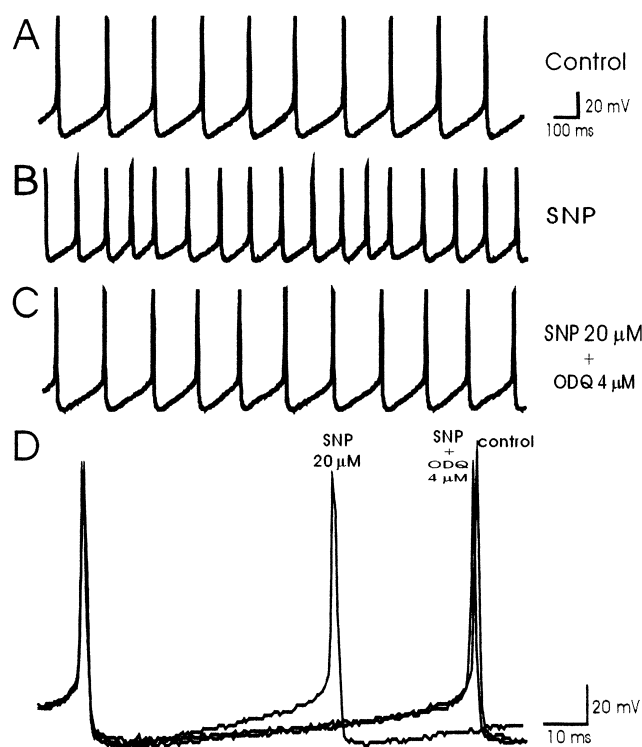 A
Control
20 mV
100 ms
B
SNP
C
SNP 20 µM
+
ODQ 4 µM
D
SNP
20 µM
SNP
+
ODQ
4 µM
control
20 mV
10 ms